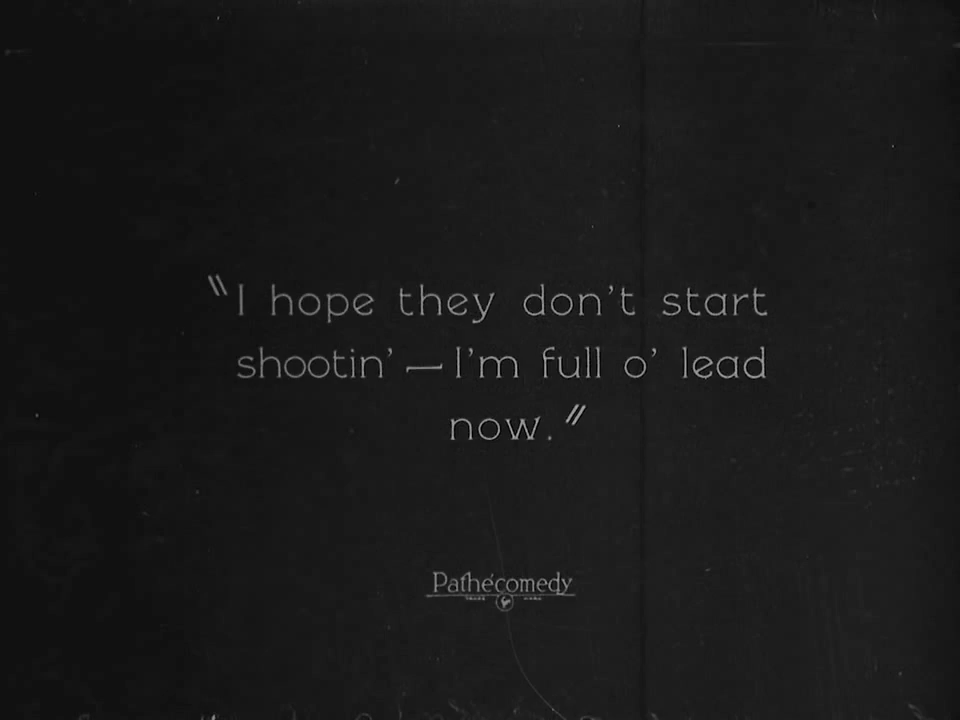 "I hope they don't start
shootin' — I'm full o' lead
now."
Pathécomedy